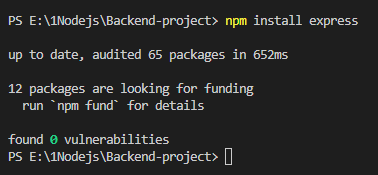 PS E:\1Nodejs\Backend-project> npm install express
up to date, audited 65 packages in 652ms
12 packages are looking for funding
run `npm fund` for details
found 0 vulnerabilities
PS E:\1Nodejs\Backend-project>